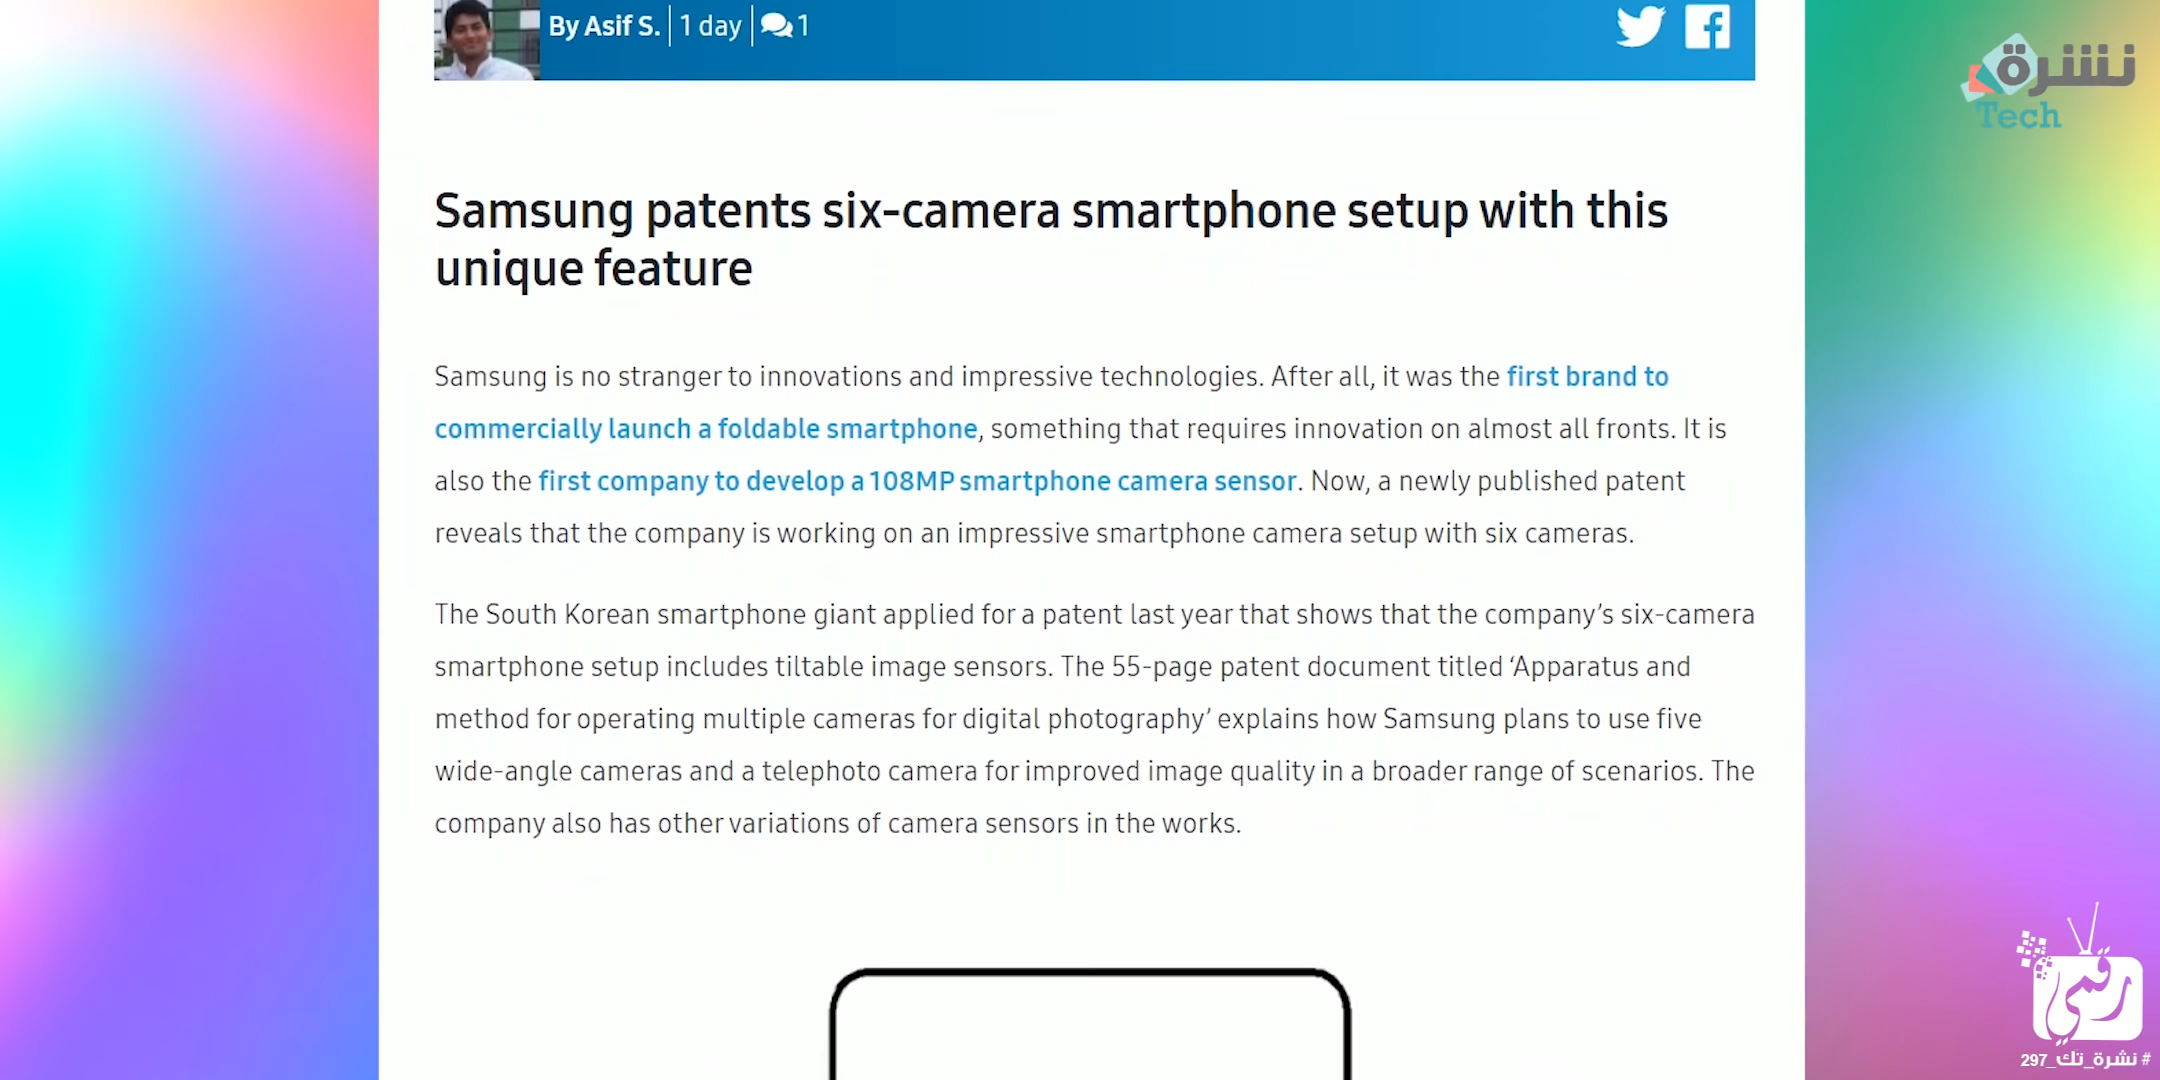 By Asif S. 1 day 1
نشرة
Tech
Samsung patents six-camera smartphone setup with this
unique feature
Samsung is no stranger to innovations and impressive technologies. After all, it was the first brand to
commercially launch a foldable smartphone, something that requires innovation on almost all fronts. It is
also the first company to develop a 108MP smartphone camera sensor. Now, a newly published patent
reveals that the company is working on an impressive smartphone camera setup with six cameras.
The South Korean smartphone giant applied for a patent last year that shows that the company’s six-camera
smartphone setup includes tiltable image sensors. The 55-page patent document titled ‘Apparatus and
method for operating multiple cameras for digital photography’ explains how Samsung plans to use five
wide-angle cameras and a telephoto camera for improved image quality in a broader range of scenarios. The
company also has other variations of camera sensors in the works.
رقمي
# نشرة_تك_297